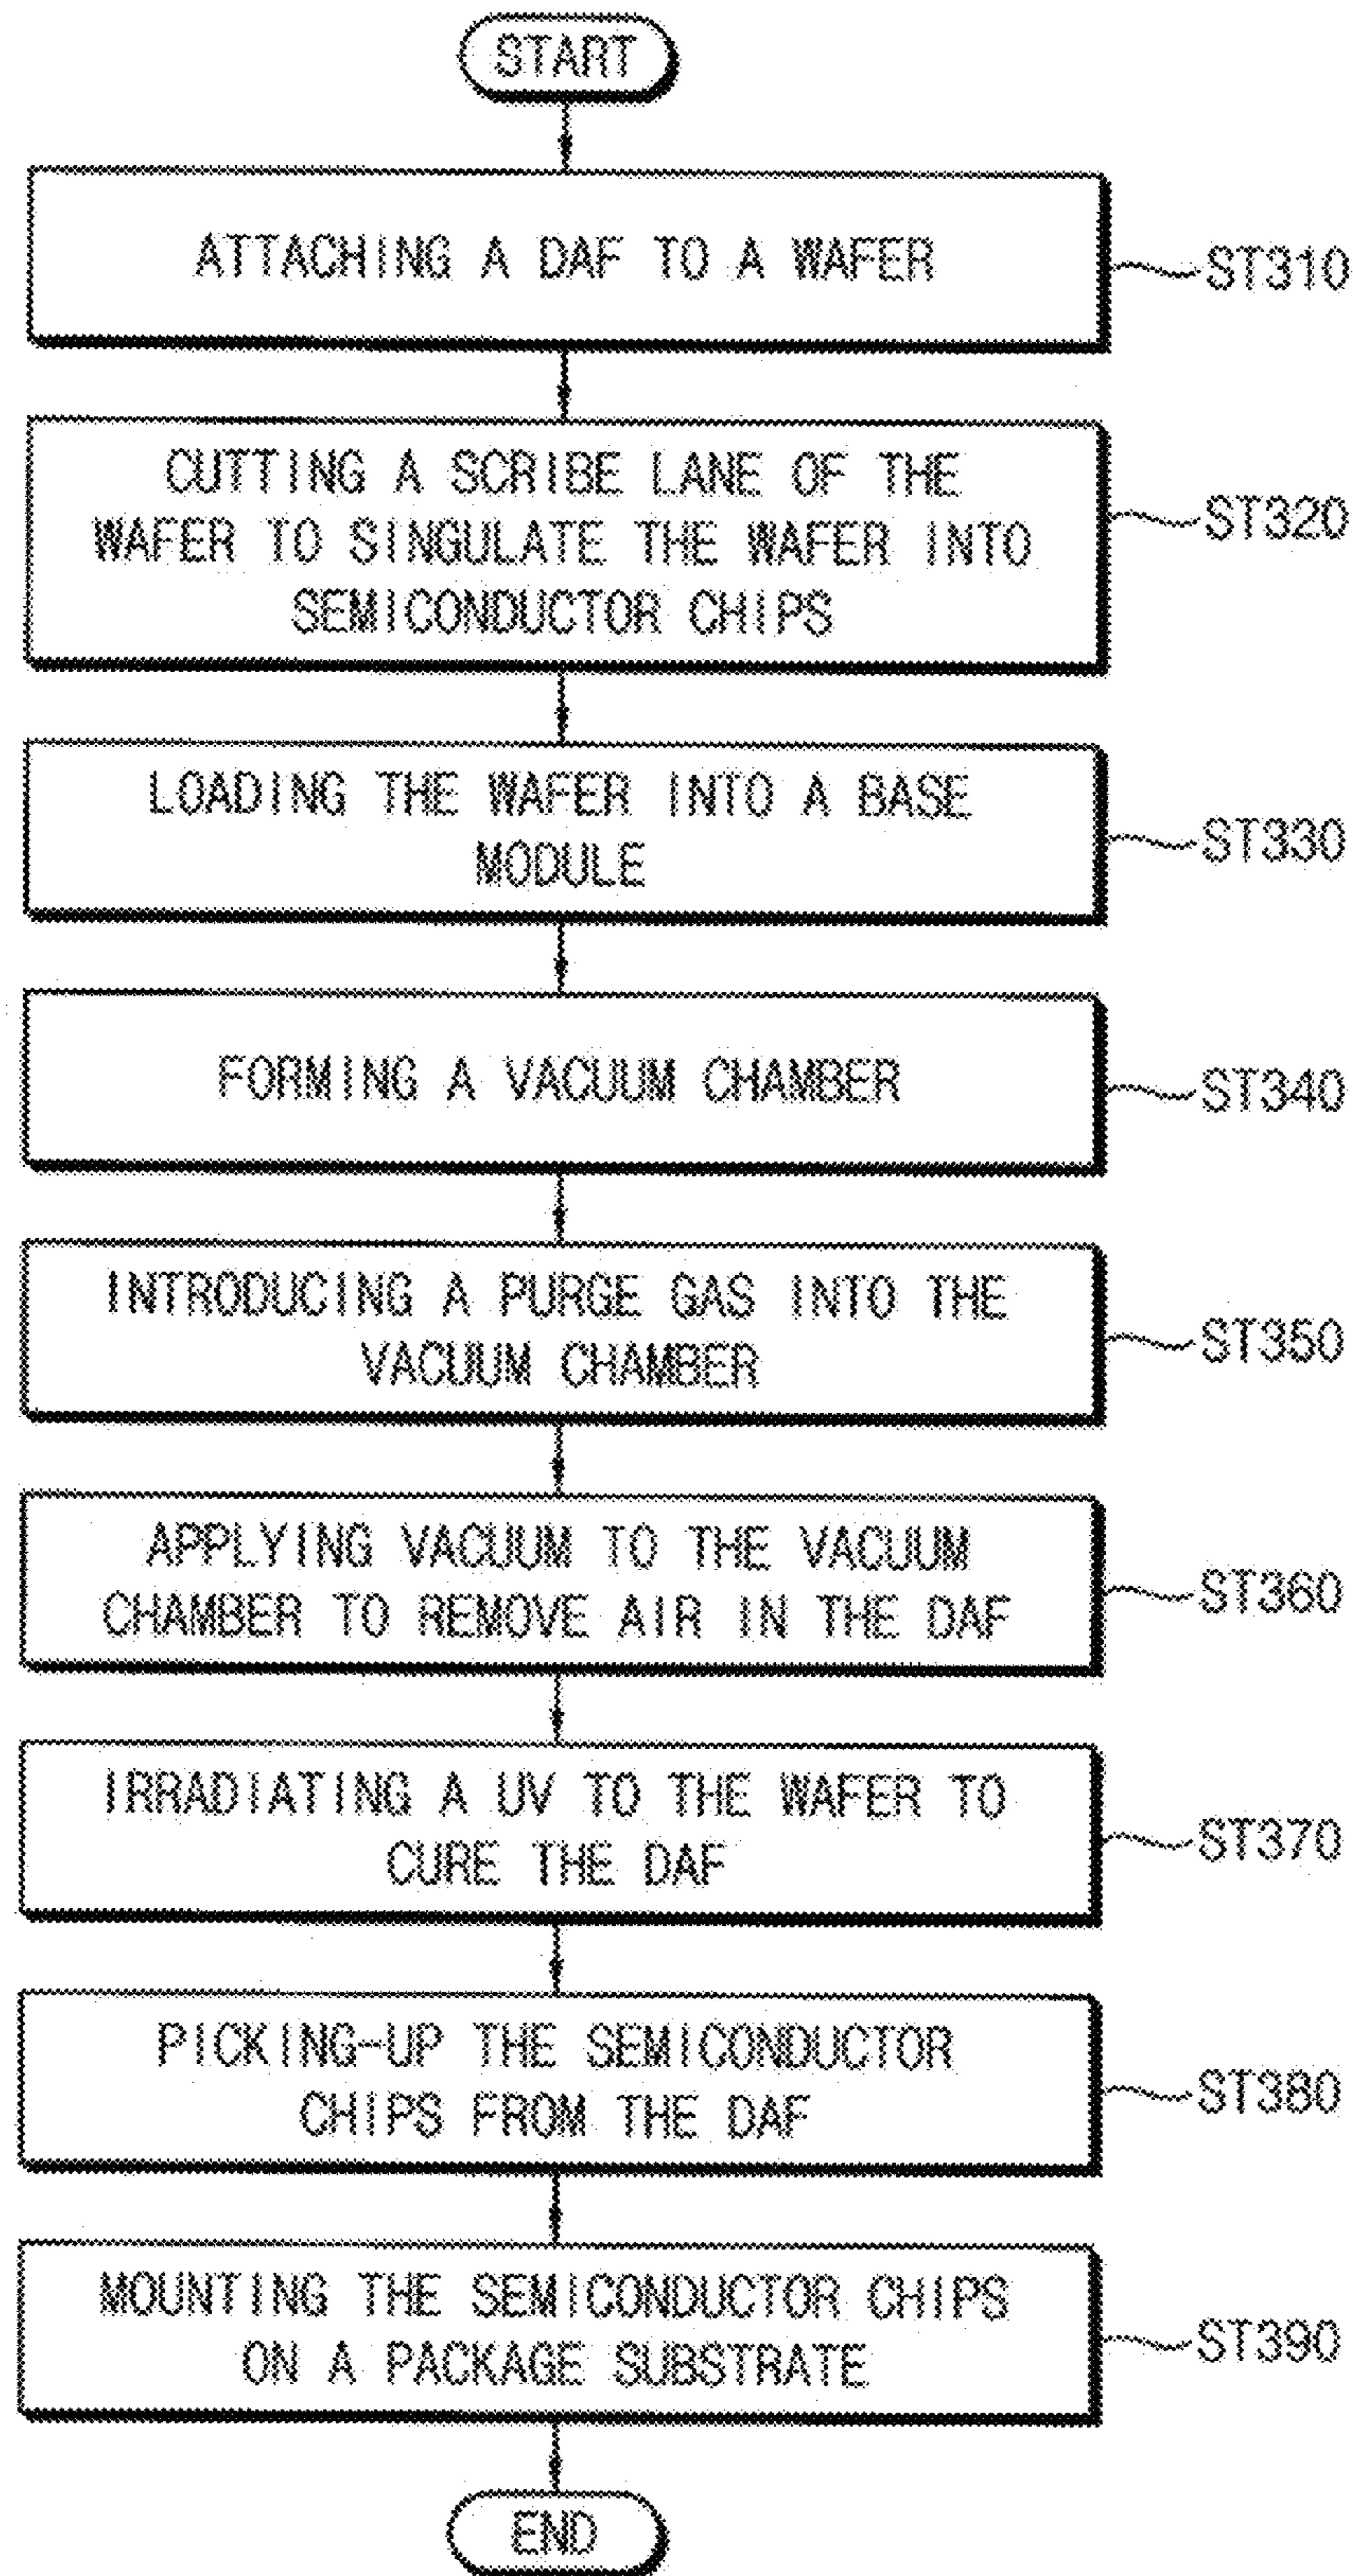 START
ATTACHING A DAF TO A WAFER
ST310
CUTTING A SCRIBE LANE OF THE
WAFER TO SINGULATE THE WAFER INTO
SEMICONDUCTOR CHIPS
ST320
LOADING THE WAFER INTO A BASE
MODULE
ST330
FORMING A VACUUM CHAMBER
ST340
INTRODUCING A PURGE GAS INTO THE
VACUUM CHAMBER
ST350
APPLYING VACUUM TO THE VACUUM
CHAMBER TO REMOVE AIR IN THE DAF
ST360
IRRADIATING A UV TO THE WAFER TO
CURE THE DAF
ST370
PICKING-UP THE SEMICONDUCTOR
CHIPS FROM THE DAF
ST380
MOUNTING THE SEMICONDUCTOR CHIPS
ON A PACKAGE SUBSTRATE
ST390
END